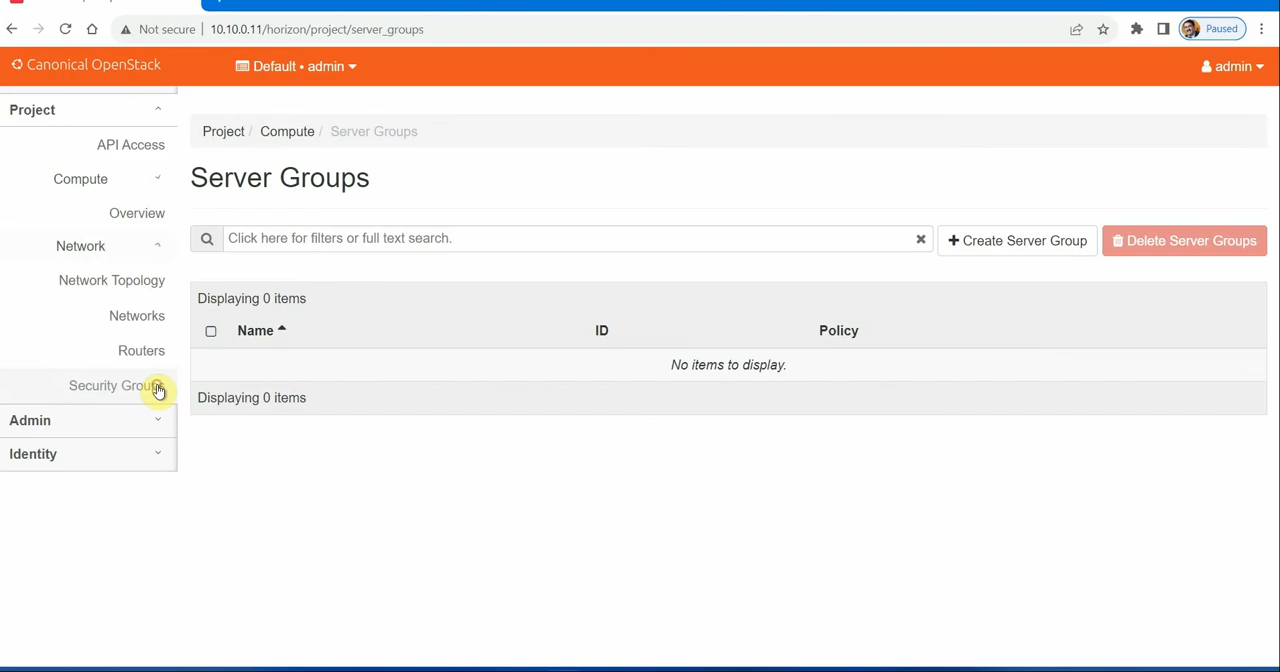 Not secure | 10.10.0.11/horizon/project/server_groups
Paused
Canonical OpenStack
Default • admin
admin
Project
API Access
Compute
Overview
Network
Network Topology
Networks
Routers
Security Groups
Admin
Identity
Project / Compute / Server Groups
Server Groups
Click here for filters or full text search.
Create Server Group
Delete Server Groups
Displaying 0 items
Name ID Policy
No items to display.
Displaying 0 items